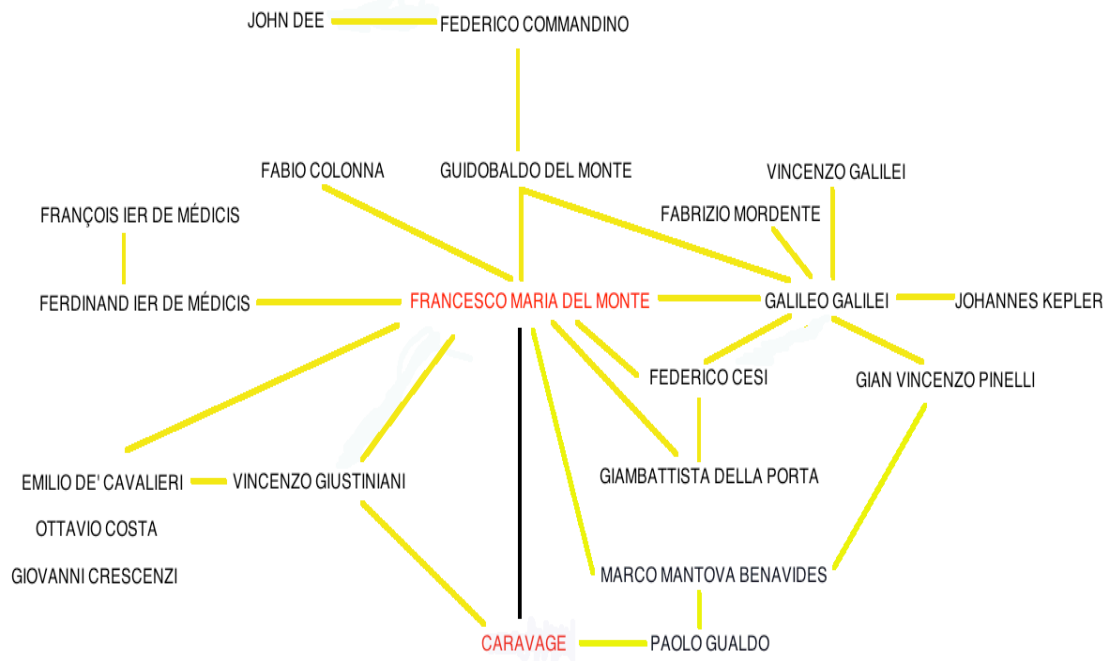 JOHN DEE
FEDERICO COMMANDINO
FABIO COLONNA
GUIDOBALDO DEL MONTE
VINCENZO GALILEI
FRANÇOIS IER DE MÉDICIS
FABRIZIO MORDENTE
FERDINAND IER DE MÉDICIS
FRANCESCO MARIA DEL MONTE
GALILEO GALILEI
JOHANNES KEPLER
FEDERICO CESI
GIAN VINCENZO PINELLI
EMILIO DE' CAVALIERI
VINCENZO GIUSTINIANI
GIAMBATTISTA DELLA PORTA
OTTAVIO COSTA
GIOVANNI CRESCENZI
MARCO MANTOVA BENAVIDES
CARAVAGE
PAOLO GUALDO